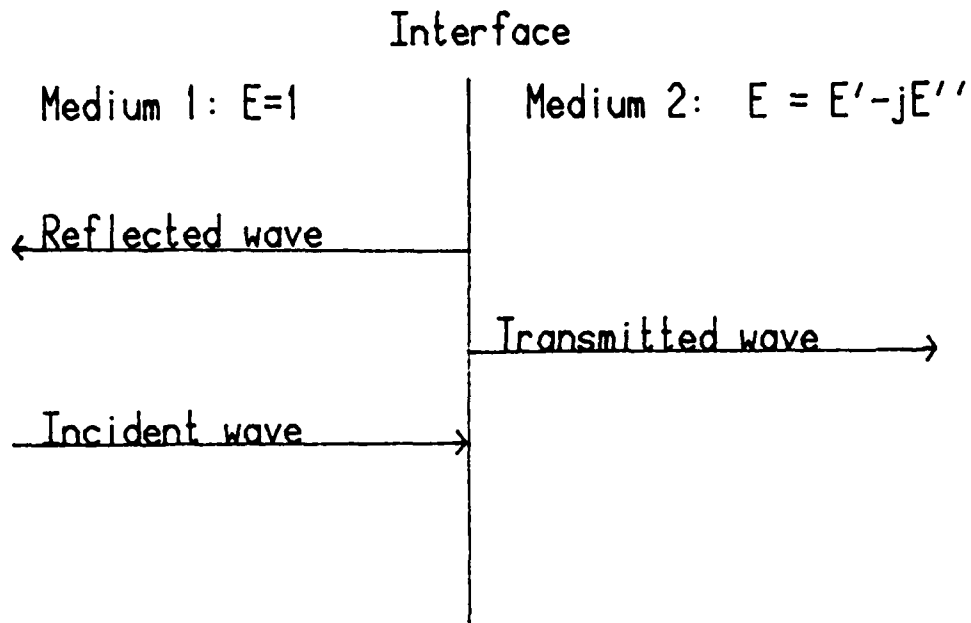 Interface
Medium 1: E=1
Medium 2: E = E'-jE''
Reflected wave
Transmitted wave
Incident wave